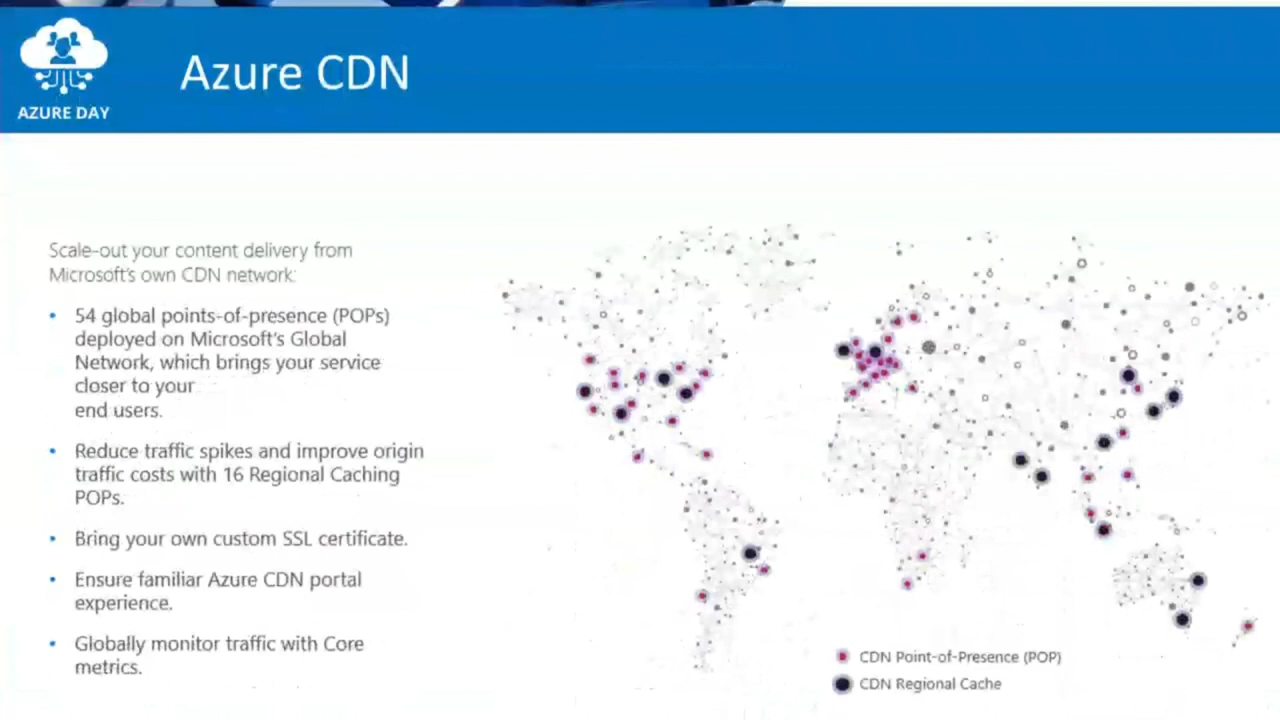 Azure CDN
AZURE DAY
Scale-out your content delivery from
Microsoft's own CDN network:
• 54 global points-of-presence (POPs)
deployed on Microsoft's Global
Network, which brings your service
closer to your
end users.
• Reduce traffic spikes and improve origin
traffic costs with 16 Regional Caching
POPs.
• Bring your own custom SSL certificate.
• Ensure familiar Azure CDN portal
experience.
• Globally monitor traffic with Core
metrics.
CDN Point-of-Presence (POP)
CDN Regional Cache